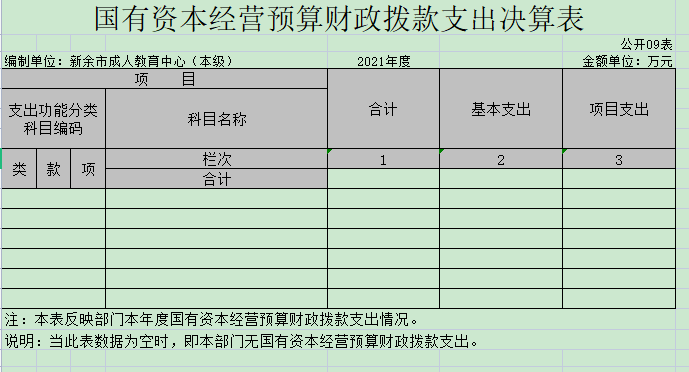 国有资本经营预算财政拨款支出决算表
公开09表
编制单位：新余市成人教育中心（本级） 2021年度 金额单位：万元
项 目
支出功能分类科目编码 科目名称 合计 基本支出 项目支出
类 款 项 栏次 1 2 3
合计
注：本表反映部门本年度国有资本经营预算财政拨款支出情况。
说明：当此表数据为空时，即本部门无国有资本经营预算财政拨款支出。